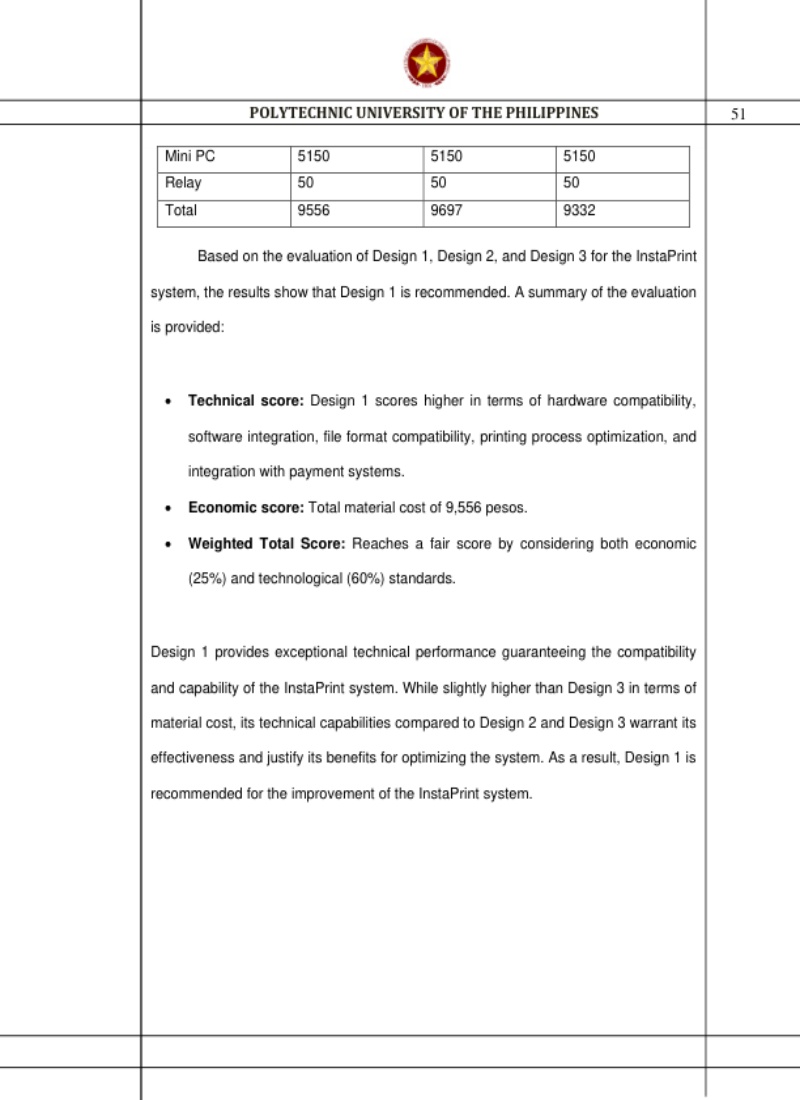 POLYTECHNIC UNIVERSITY OF THE PHILIPPINES 51
Mini PC 5150 5150 5150
Relay 50 50 50
Total 9556 9697 9332
Based on the evaluation of Design 1, Design 2, and Design 3 for the InstaPrint
system, the results show that Design 1 is recommended. A summary of the evaluation
is provided:
• Technical score: Design 1 scores higher in terms of hardware compatibility,
software integration, file format compatibility, printing process optimization, and
integration with payment systems.
• Economic score: Total material cost of 9,556 pesos.
• Weighted Total Score: Reaches a fair score by considering both economic
(25%) and technological (60%) standards.
Design 1 provides exceptional technical performance guaranteeing the compatibility
and capability of the InstaPrint system. While slightly higher than Design 3 in terms of
material cost, its technical capabilities compared to Design 2 and Design 3 warrant its
effectiveness and justify its benefits for optimizing the system. As a result, Design 1 is
recommended for the improvement of the InstaPrint system.